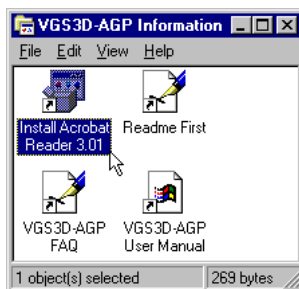 VGS3D-AGP Information
File Edit View Help
Install Acrobat
Reader 3.01
Readme First
VGS3D-AGP
FAQ
VGS3D-AGP
User Manual
1 object(s) selected
269 bytes